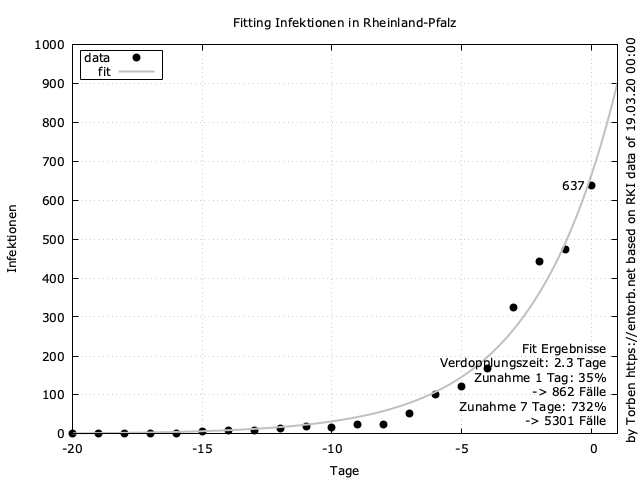 Fitting Infektionen in Rheinland-Pfalz
1000
900
800
700
600
500
400
300
200
100
0
data
fit
637
Infektionen
Fit Ergebnisse
Verdopplungszeit: 2.3 Tage
Zunahme 1 Tag: 35%
-> 862 Fälle
Zunahme 7 Tage: 732%
-> 5301 Fälle
-20
-15
-10
-5
0
Tage
by Torben https://entorb.net based on RKI data of 19.03.20 00:00